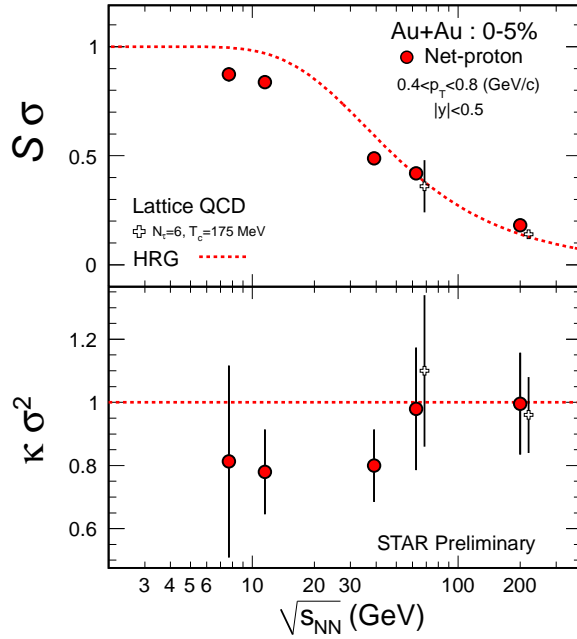 Au+Au : 0-5%
Net-proton
0.4<p_T<0.8 (GeV/c)
|y|<0.5
S σ
1
0.5
0
Lattice QCD
N_τ=6, T_c=175 MeV
HRG
κ σ²
1.2
1
0.8
0.6
STAR Preliminary
3 4 5 6 10 20 30 100 200
√s_NN (GeV)